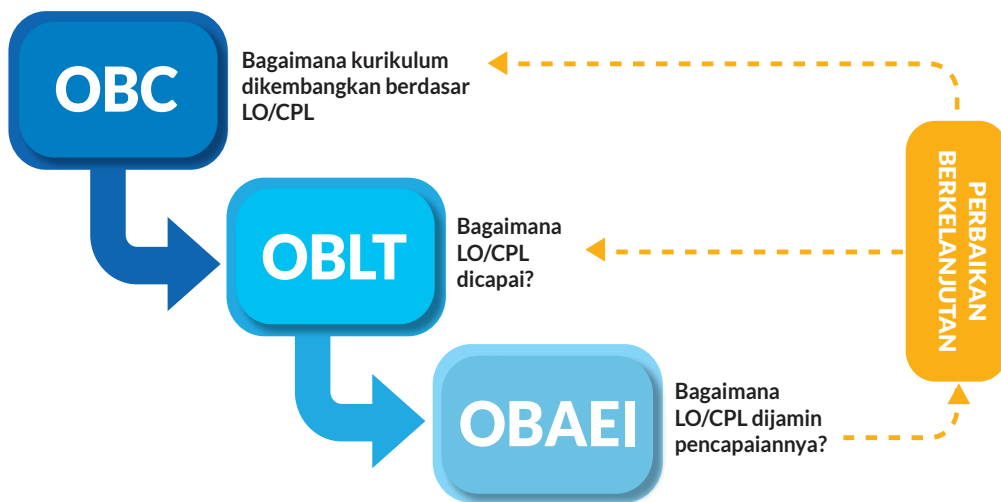 OBC
Bagaimana kurikulum
dikembangkan berdasar
LO/CPL
OBLT
Bagaimana
LO/CPL
dicapai?
OBAEI
Bagaimana
LO/CPL dijamin
pencapaiannya?
PERBAIKAN
BERKELANJUTAN